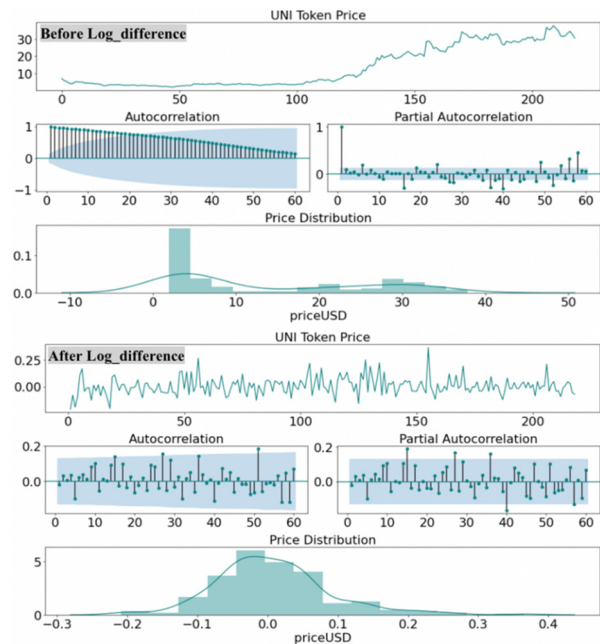 UNI Token Price
Before Log_difference
30
20
10
0 50 100 150 200
Autocorrelation Partial Autocorrelation
1
0
−1
1
0
0 10 20 30 40 50 60
0 10 20 30 40 50 60
Price Distribution
0.1
0.0
−10 0 10 20 30 40 50
priceUSD
UNI Token Price
After Log_difference
0.25
0.00
0 50 100 150 200
Autocorrelation Partial Autocorrelation
0.2
0.0
0.2
0.0
0 10 20 30 40 50 60
0 10 20 30 40 50 60
Price Distribution
5
0
−0.3 −0.2 −0.1 0.0 0.1 0.2 0.3 0.4
priceUSD